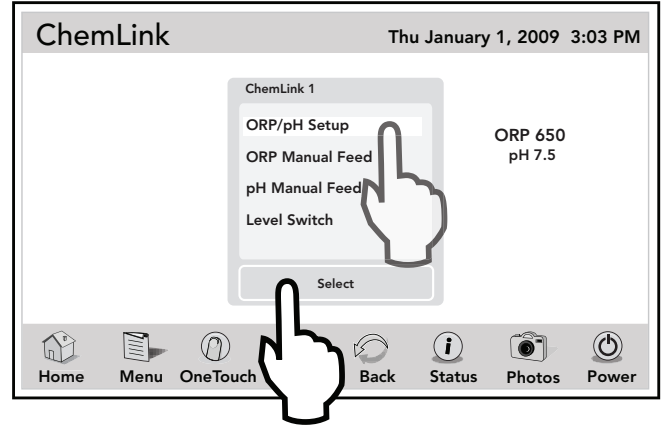 ChemLink Thu January 1, 2009 3:03 PM
ChemLink 1
ORP/pH Setup
ORP Manual Feed
pH Manual Feed
Level Switch
Select
ORP 650
pH 7.5
Home Menu OneTouch Back Status Photos Power